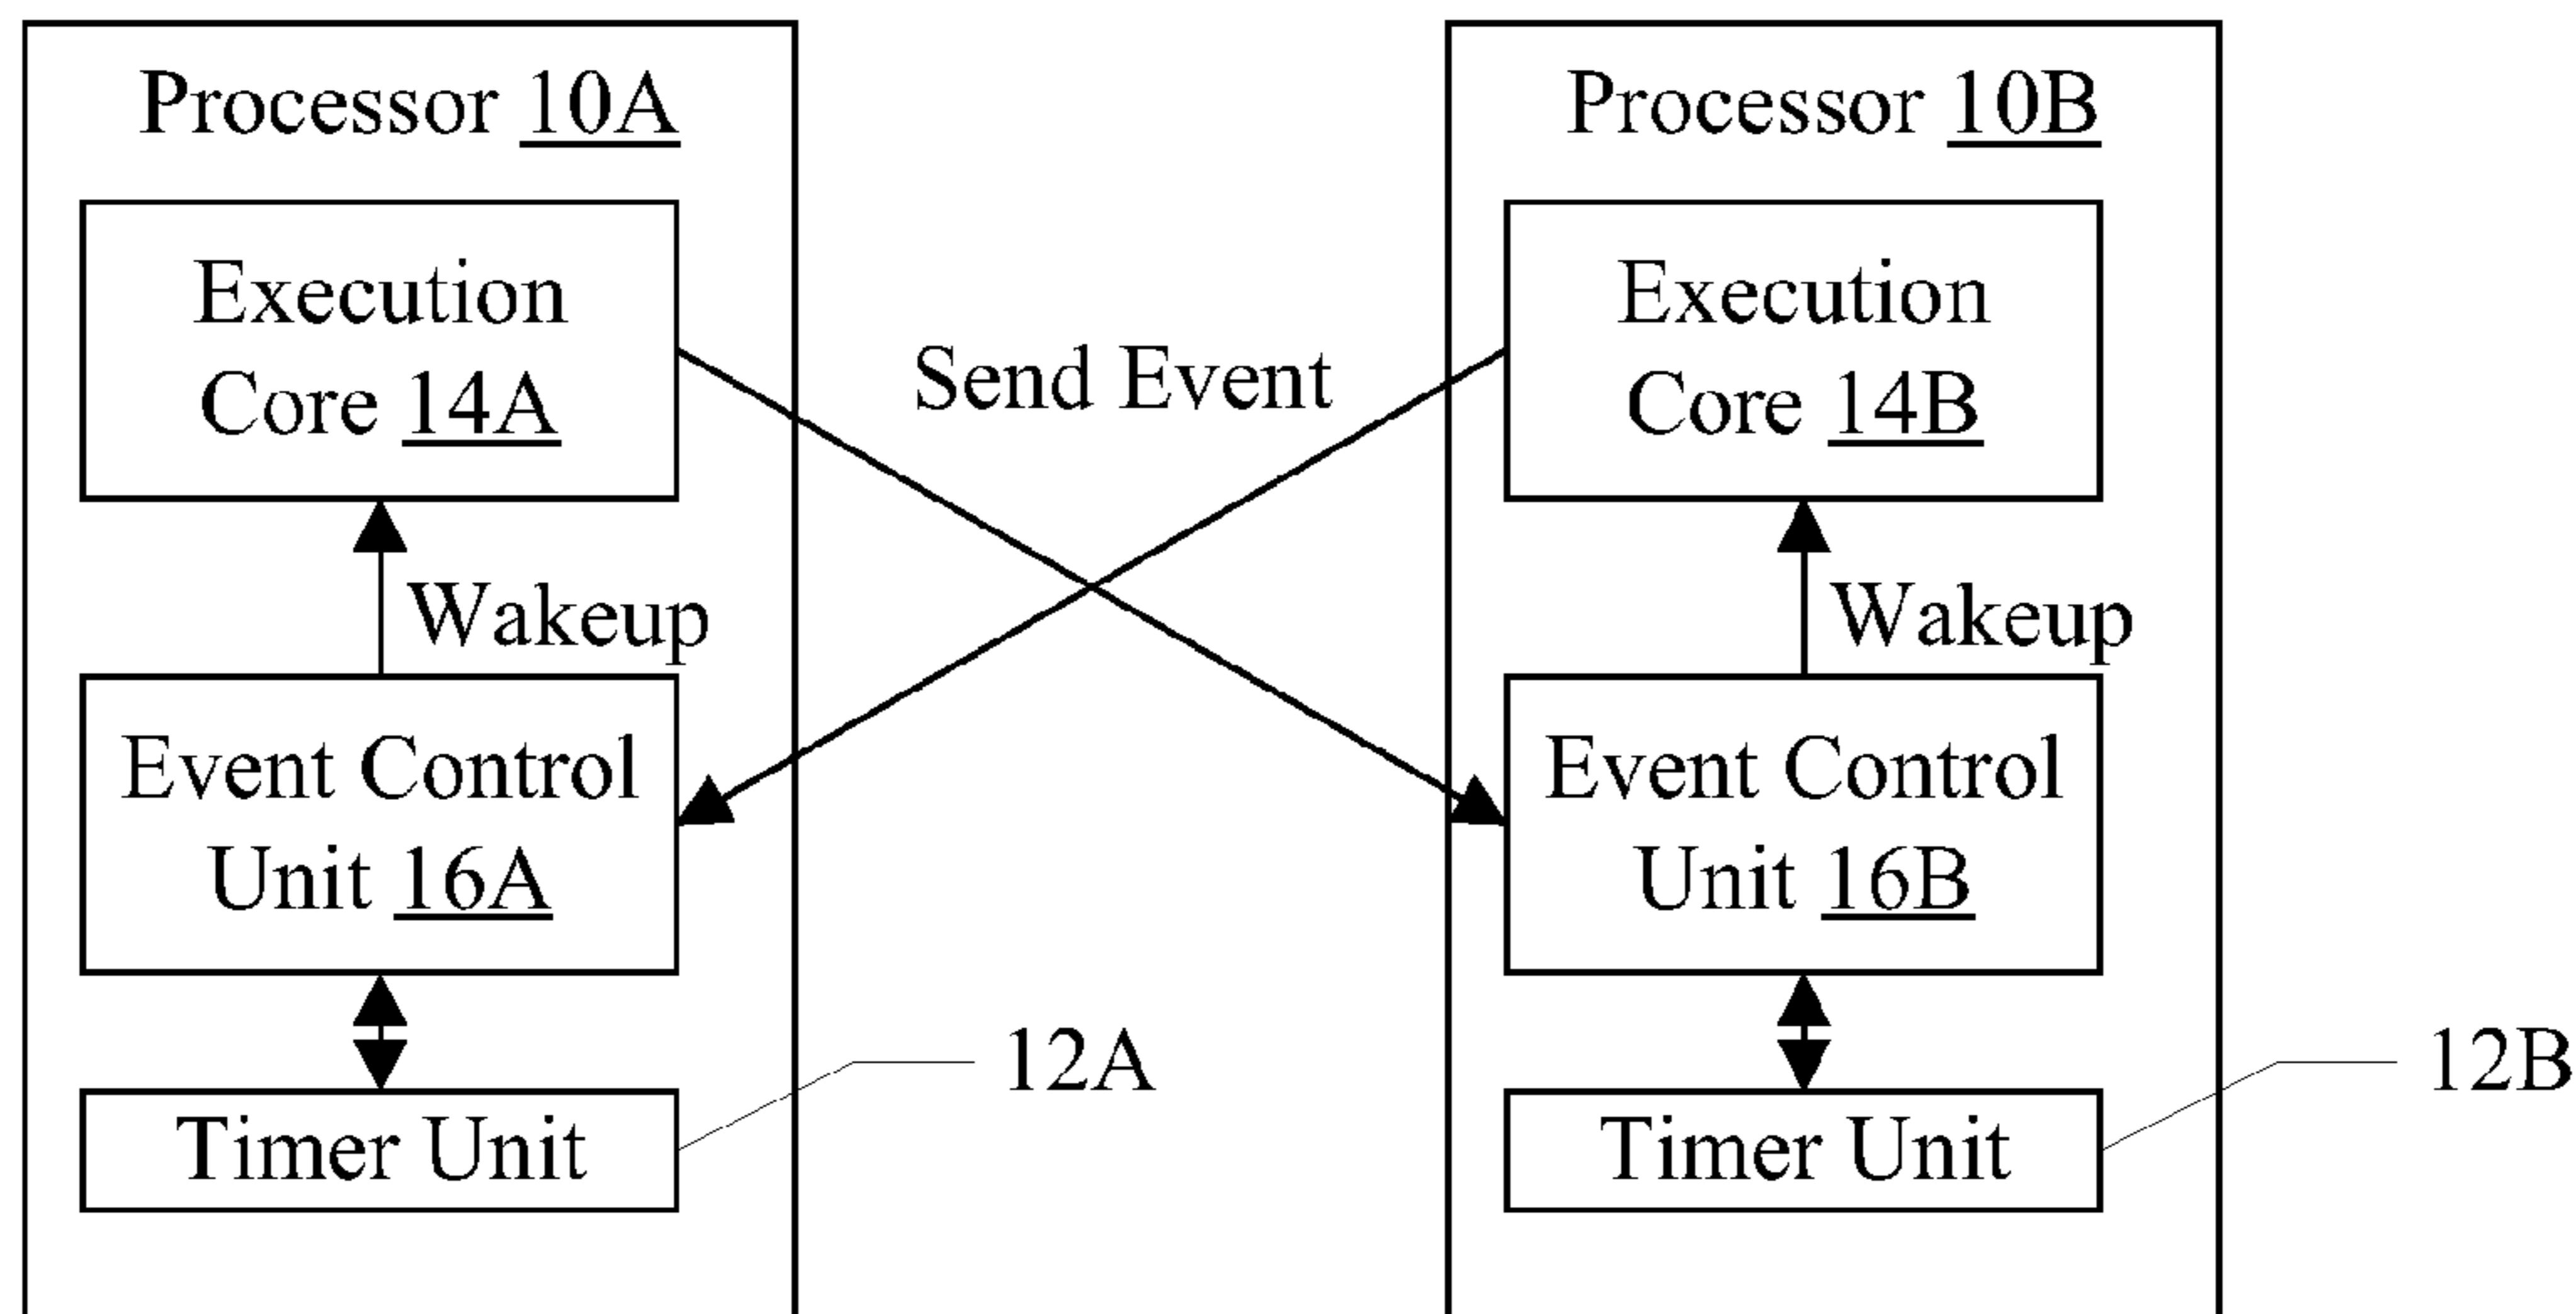 Processor 10A
Execution
Core 14A
Wakeup
Event Control
Unit 16A
Timer Unit
12A
Send Event
Processor 10B
Execution
Core 14B
Wakeup
Event Control
Unit 16B
Timer Unit
12B